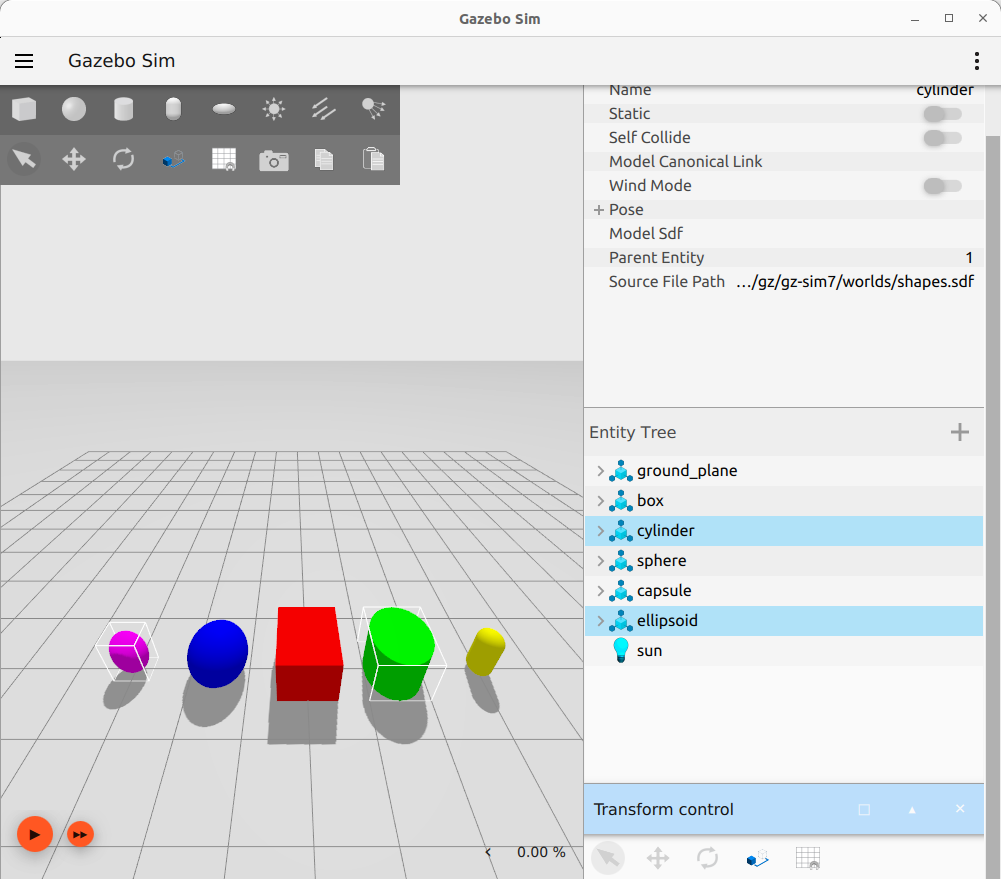 Gazebo Sim
Gazebo Sim
Name cylinder
Static
Self Collide
Model Canonical Link
Wind Mode
Pose
Model Sdf
Parent Entity 1
Source File Path …/gz/gz-sim7/worlds/shapes.sdf
Entity Tree
ground_plane
box
cylinder
sphere
capsule
ellipsoid
sun
Transform control
0.00 %